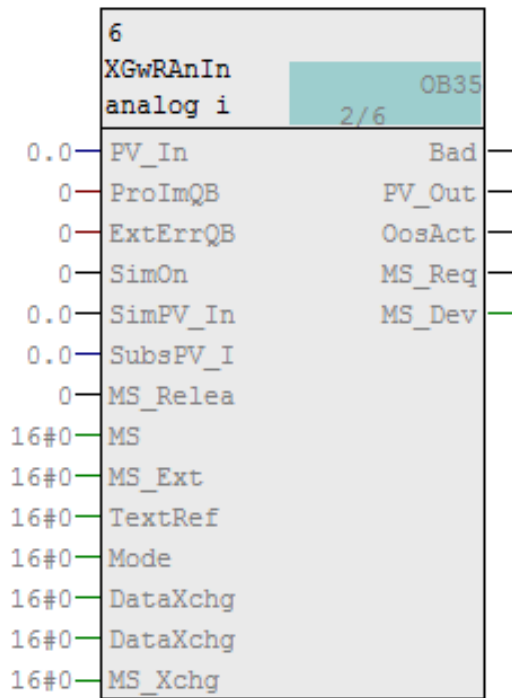 6
XGwRAnIn
analog i
OB35
2/6
0.0 PV_In Bad
0 ProImQB PV_Out
0 ExtErrQB OosAct
0 SimOn MS_Req
0.0 SimPV_In MS_Dev
0.0 SubsPV_I
0 MS_Relea
16#0 MS
16#0 MS_Ext
16#0 TextRef
16#0 Mode
16#0 DataXchg
16#0 DataXchg
16#0 MS_Xchg